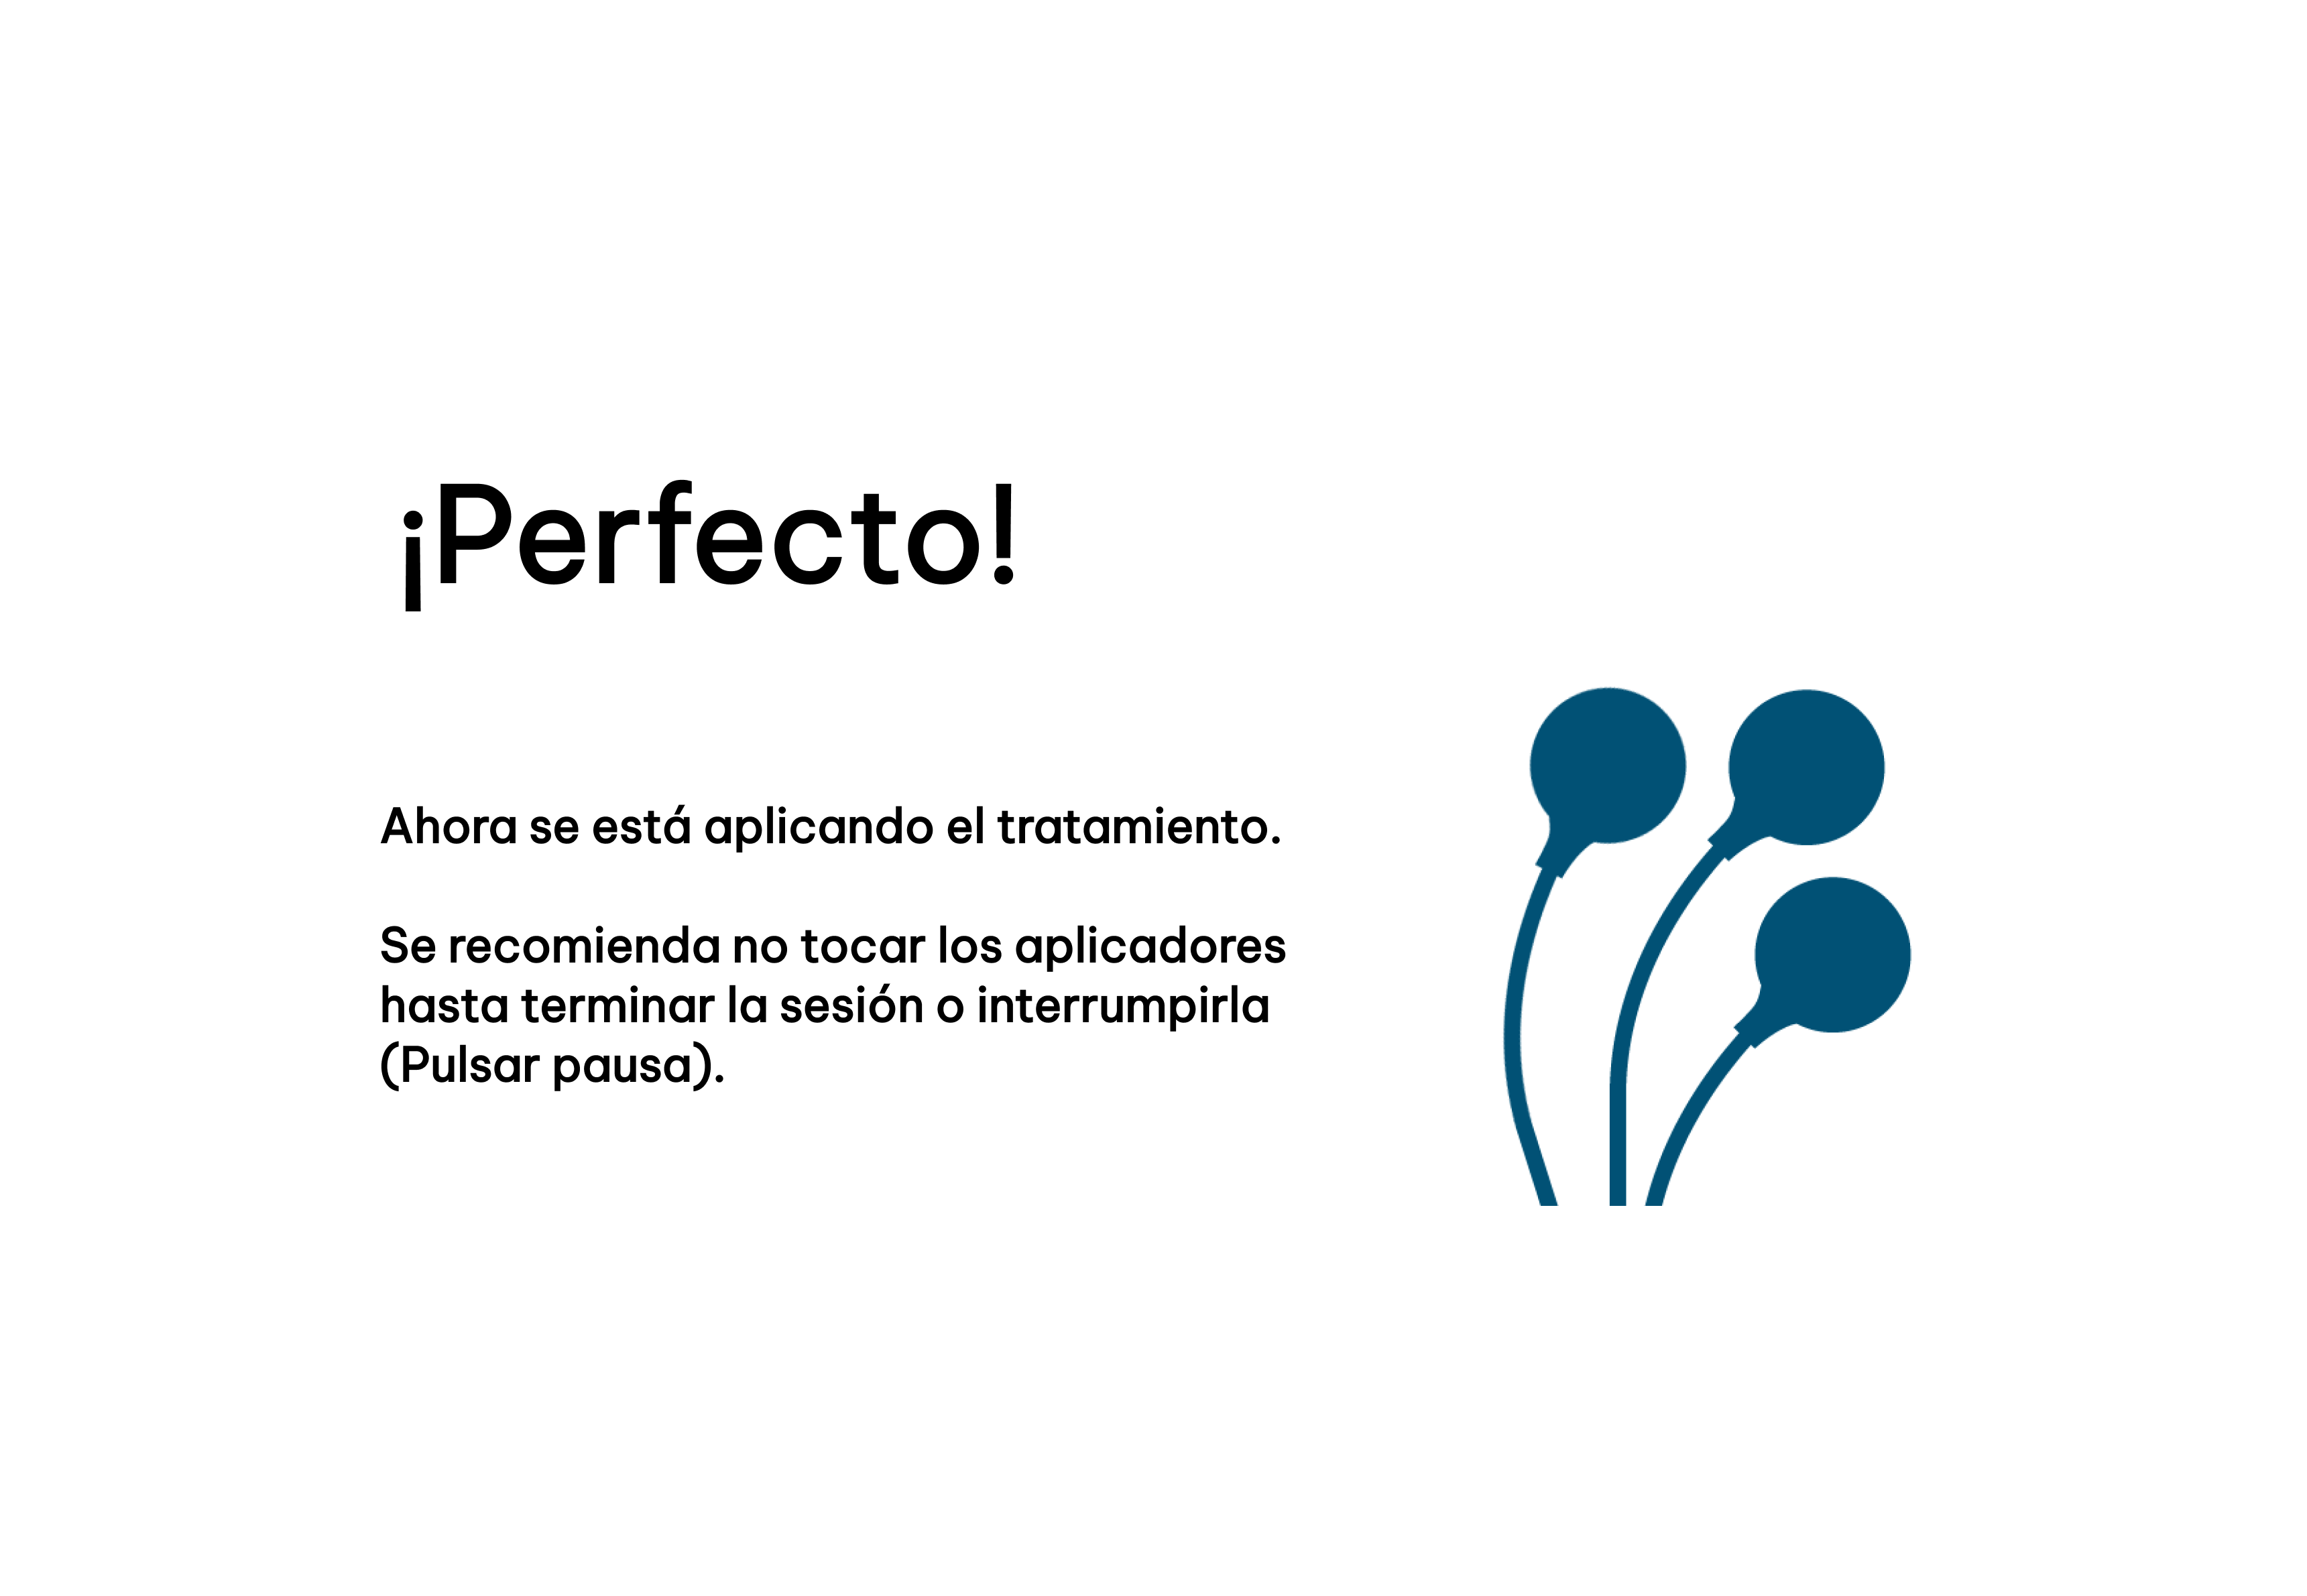 ¡Perfecto!
Ahora se está aplicando el tratamiento.
Se recomienda no tocar los aplicadores
hasta terminar la sesión o interrumpirla
(Pulsar pausa).